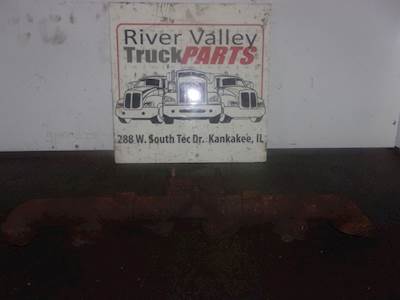 River Valley
TruckPARTS
288 W. South Tec Dr. Kankakee, IL